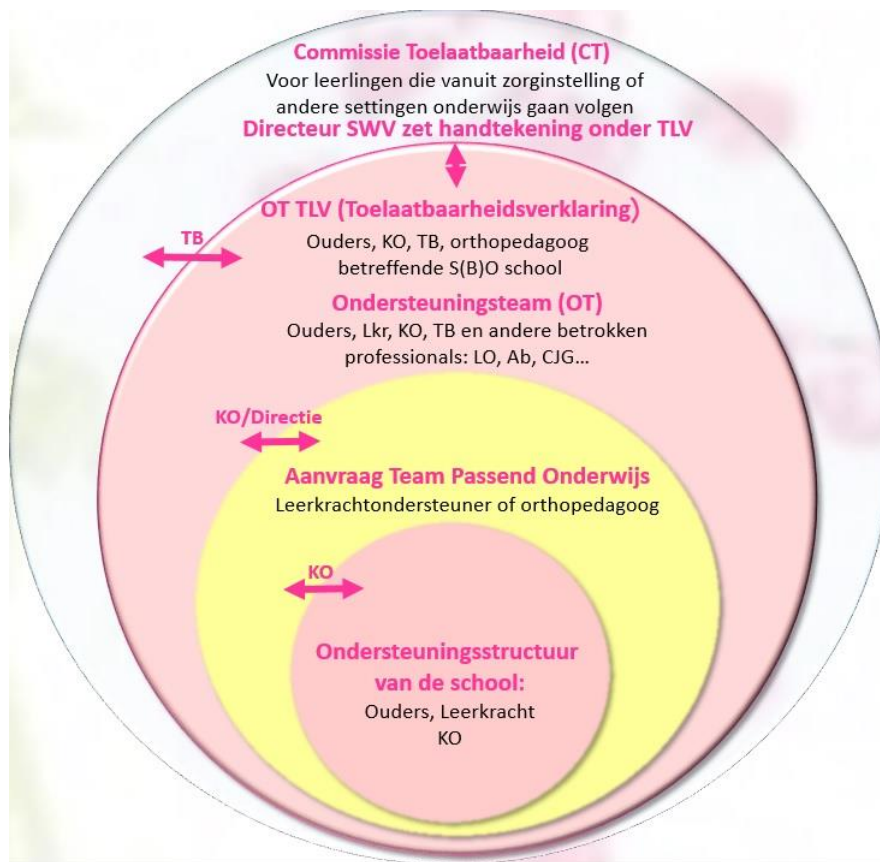 Commissie Toelaatbaarheid (CT)
Voor leerlingen die vanuit zorginstelling of
andere settingen onderwijs gaan volgen
Directeur SWV zet handtekening onder TLV
OT TLV (Toelaatbaarheidsverklaring)
TB
Ouders, KO, TB, orthopedagoog
betreffende S(B)O school
Ondersteuningsteam (OT)
Ouders, Lkr, KO, TB en andere betrokken
professionals: LO, Ab, CJG...
KO/Directie
Aanvraag Team Passend Onderwijs
Leerkrachtondersteuner of orthopedagoog
KO
Ondersteuningsstructuur
van de school:
Ouders, Leerkracht
KO